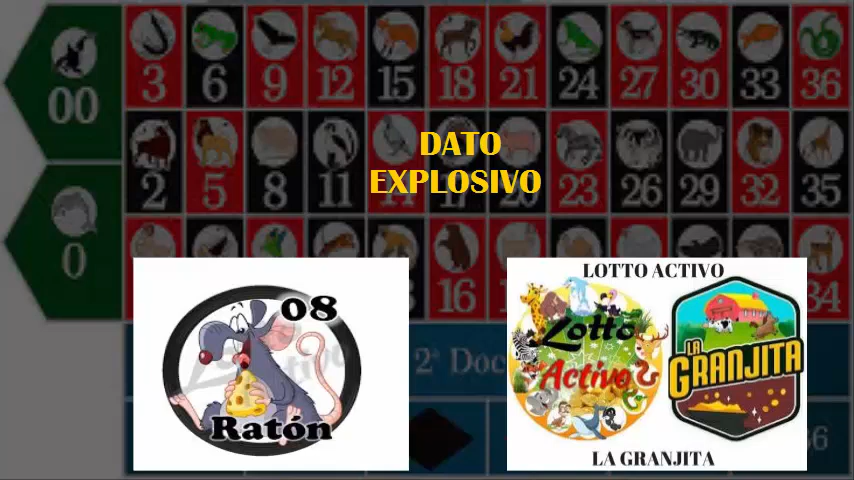 00
3 6 9 12 15 18 21 24 27 30 33 36
DATO
EXPLOSIVO
2 5 8 11 23 26 29 32 35
0
16 34
08
Ratón
2ª Doc
LOTTO ACTIVO
Lotto
Activo
LA
GRANJITA
LA GRANJITA